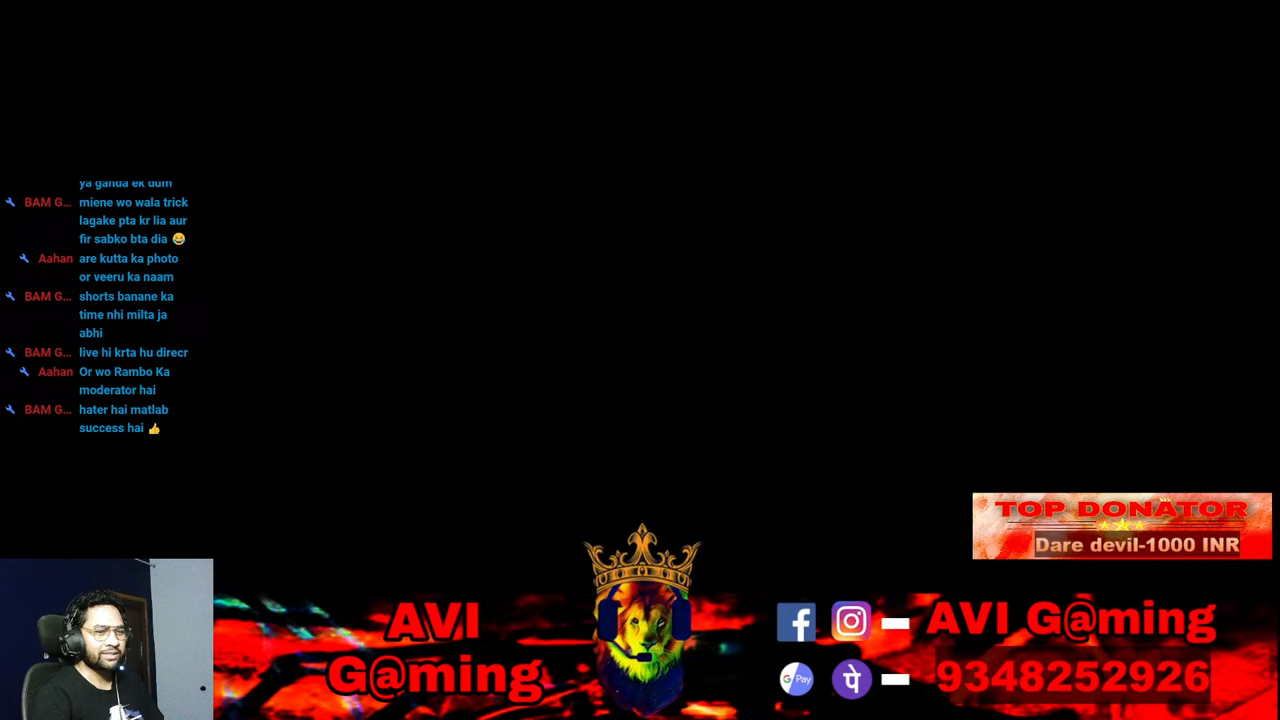 ya ganda ek dum
BAM G... miene wo wala trick
lagake pta kr lia aur
fir sabko bta dia 😂
Aahan are kutta ka photo
or veeru ka naam
BAM G... shorts banane ka
time nhi milta ja
abhi
BAM G... live hi krta hu direcr
Aahan Or wo Rambo Ka
moderator hai
BAM G... hater hai matlab
success hai 👍
TOP DONATOR
Dare devil-1000 INR
AVI
G@ming
AVI G@ming
G Pay पे 9348252926